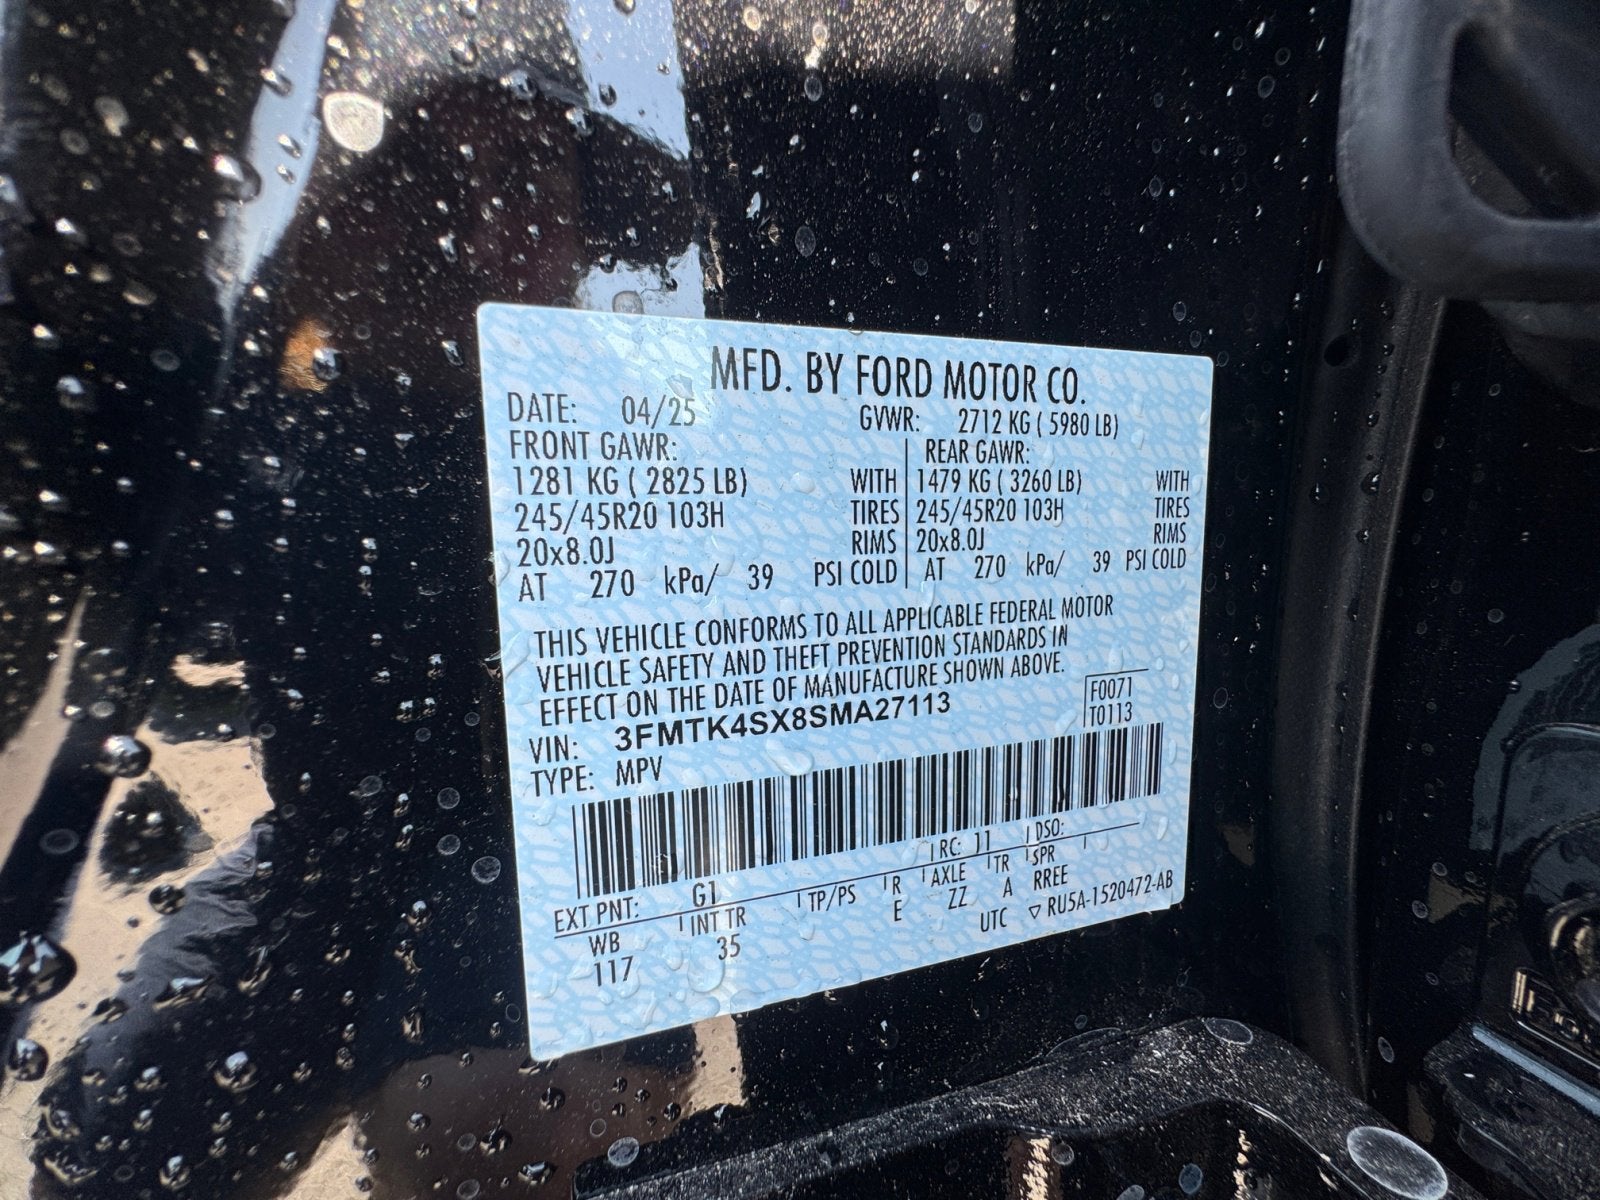 MFD. BY FORD MOTOR CO.
DATE: 04/25 GVWR: 2712 KG ( 5980 LB)
FRONT GAWR: REAR GAWR:
1281 KG ( 2825 LB) WITH 1479 KG ( 3260 LB) WITH
245/45R20 103H TIRES 245/45R20 103H TIRES
20x8.0J RIMS 20x8.0J RIMS
AT 270 kPa/ 39 PSI COLD AT 270 kPa/ 39 PSI COLD
THIS VEHICLE CONFORMS TO ALL APPLICABLE FEDERAL MOTOR
VEHICLE SAFETY AND THEFT PREVENTION STANDARDS IN
EFFECT ON THE DATE OF MANUFACTURE SHOWN ABOVE.
F0071
VIN: 3FMTK4SX8SMA27113 T0113
TYPE: MPV
EXT PNT: G1 RC: 11 DSO:
WB INT TR TP/PS R AXLE TR SPR
117 35 E ZZ A RREE
UTC ▽ RU5A-1520472-AB